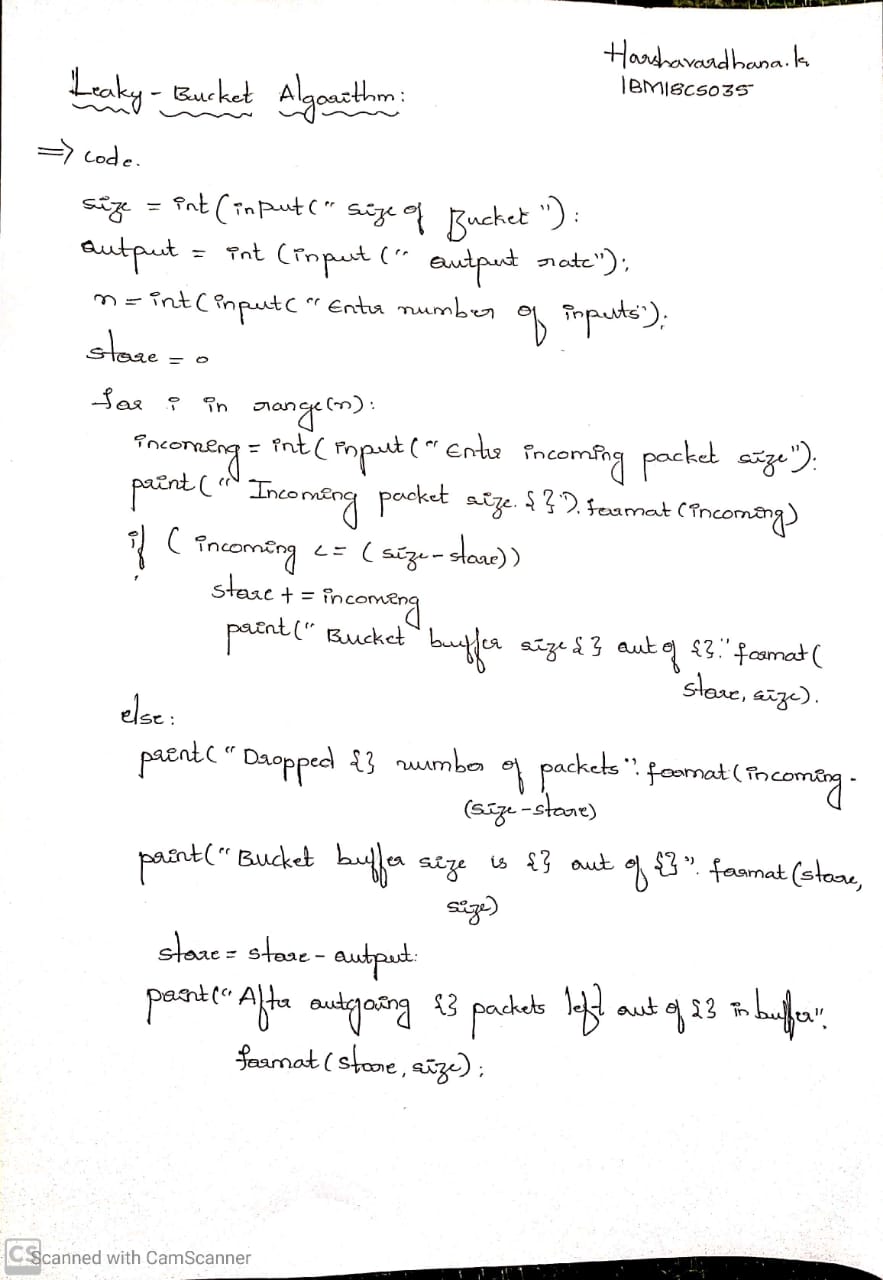 Harshavardhana.k
1BM18CS035
Leaky - Bucket Algorithm:
=> code.
size = int (input (" size of Bucket ") :
output = int (input (" output rate");
n = int (input (" Enter number of inputs");
store = 0
for i in range(n):
incoming = int ( input (" Ente incoming packet size"):
print (" Incoming packet size. {}"). format (incoming)
if ( incoming <= ( size-store))
store + = incoming
print (" Bucket buffer size {} out of {}." format (
store, size).
else:
print (" Dropped {} number of packets ". format ( incoming -
(size - store)
print (" Bucket buffer size is {} out of {} ". format (store,
size)
store = store - output:
print (" After outgoing {} packets left out of {} in buffer".
format ( store, size) ;
CS Scanned with CamScanner